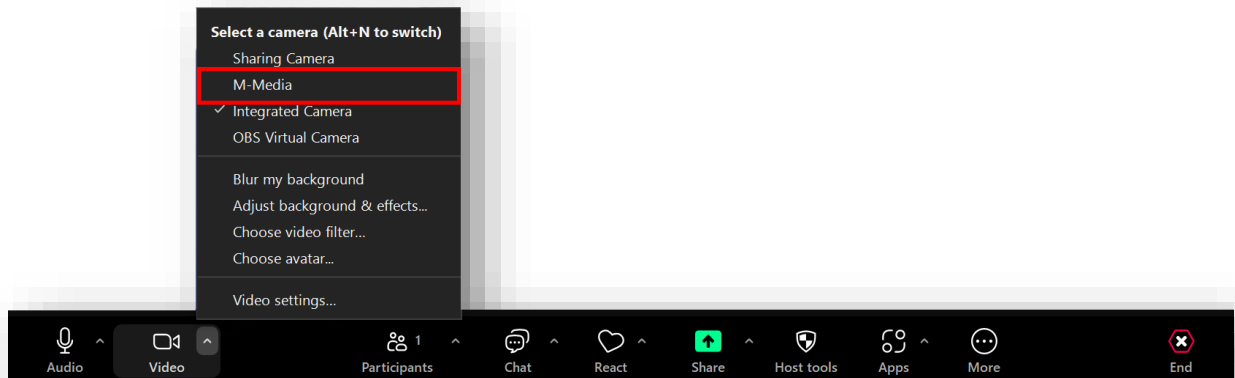 Select a camera (Alt+N to switch)
Sharing Camera
M-Media
Integrated Camera
OBS Virtual Camera
Blur my background
Adjust background & effects...
Choose video filter...
Choose avatar...
Video settings...
1
Audio Video Participants Chat React Share Host tools Apps More End